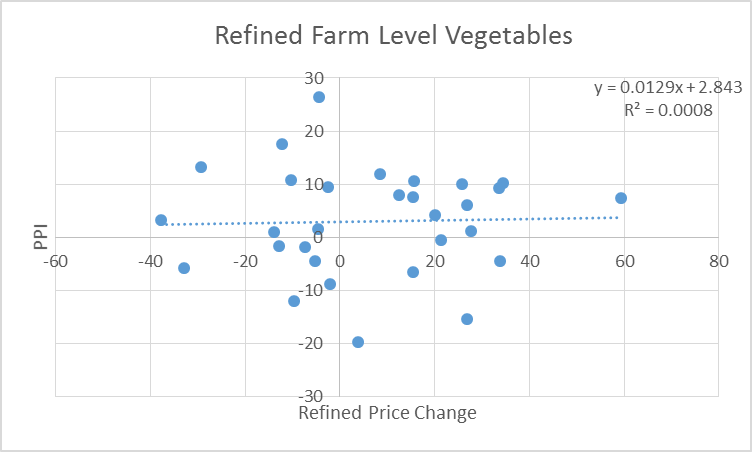 Refined Farm Level Vegetables
y = 0.0129x + 2.843
R² = 0.0008
30
20
10
0
-10
-20
-30
-60 -40 -20 0 20 40 60 80
PPI
Refined Price Change